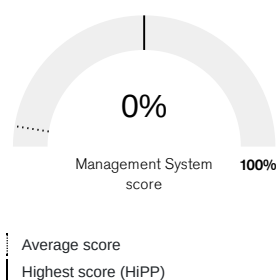 0%
Management System
100%
score
Average score
Highest score (HiPP)